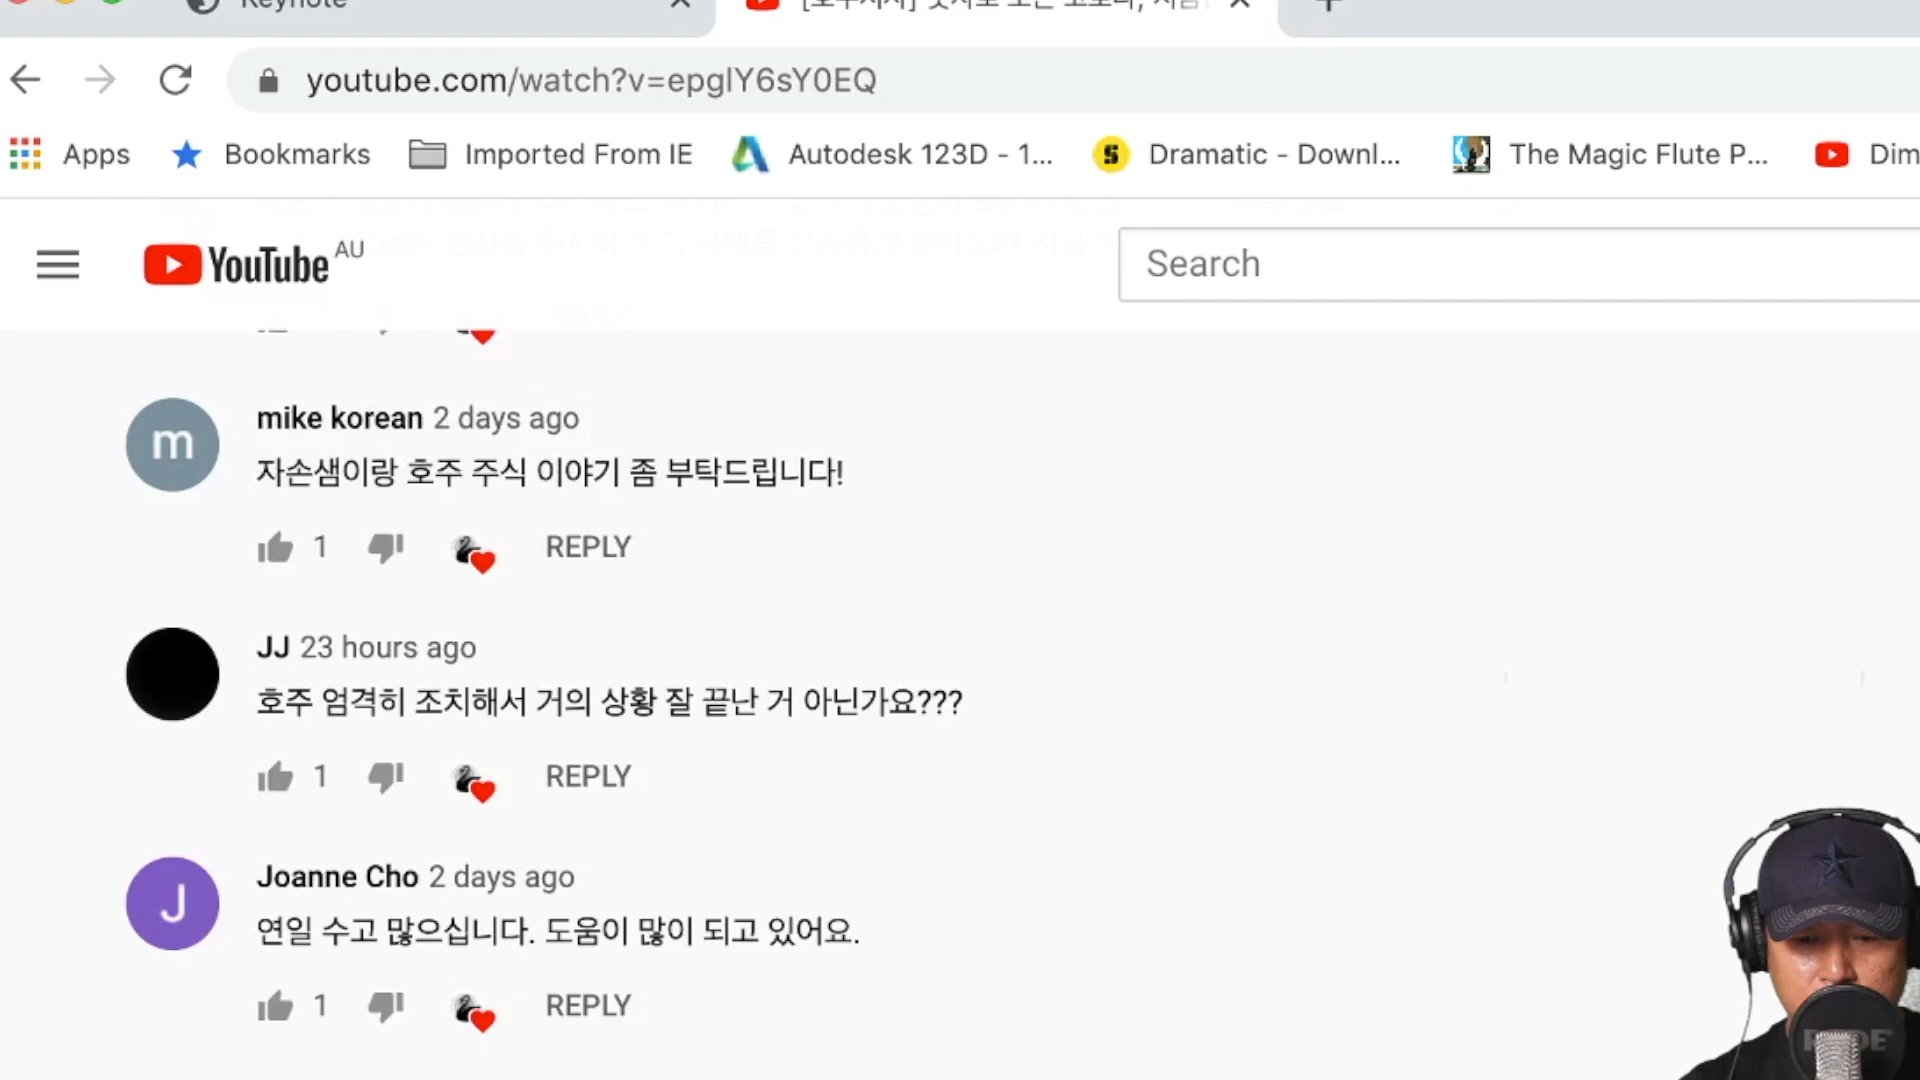 Keynote
youtube.com/watch?v=epglY6sY0EQ
Apps Bookmarks Imported From IE Autodesk 123D - 1... Dramatic - Downl... The Magic Flute P... Dim
YouTube AU
Search
mike korean 2 days ago
자손샘이랑 호주 주식 이야기 좀 부탁드립니다!
1 REPLY
JJ 23 hours ago
호주 엄격히 조치해서 거의 상황 잘 끝난 거 아닌가요???
1 REPLY
Joanne Cho 2 days ago
연일 수고 많으십니다. 도움이 많이 되고 있어요.
1 REPLY